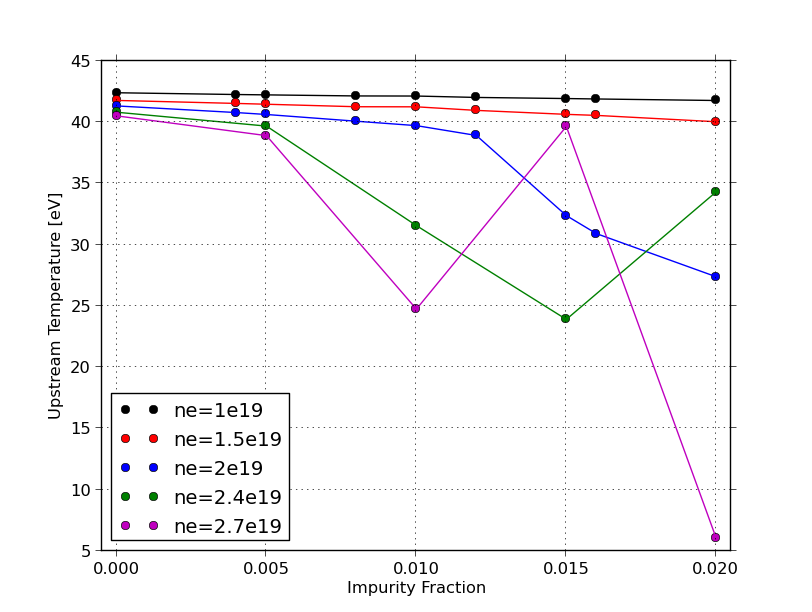 45
40
35
30
25
20
15
10
5
Upstream Temperature [eV]
ne=1e19
ne=1.5e19
ne=2e19
ne=2.4e19
ne=2.7e19
0.000 0.005 0.010 0.015 0.020
Impurity Fraction